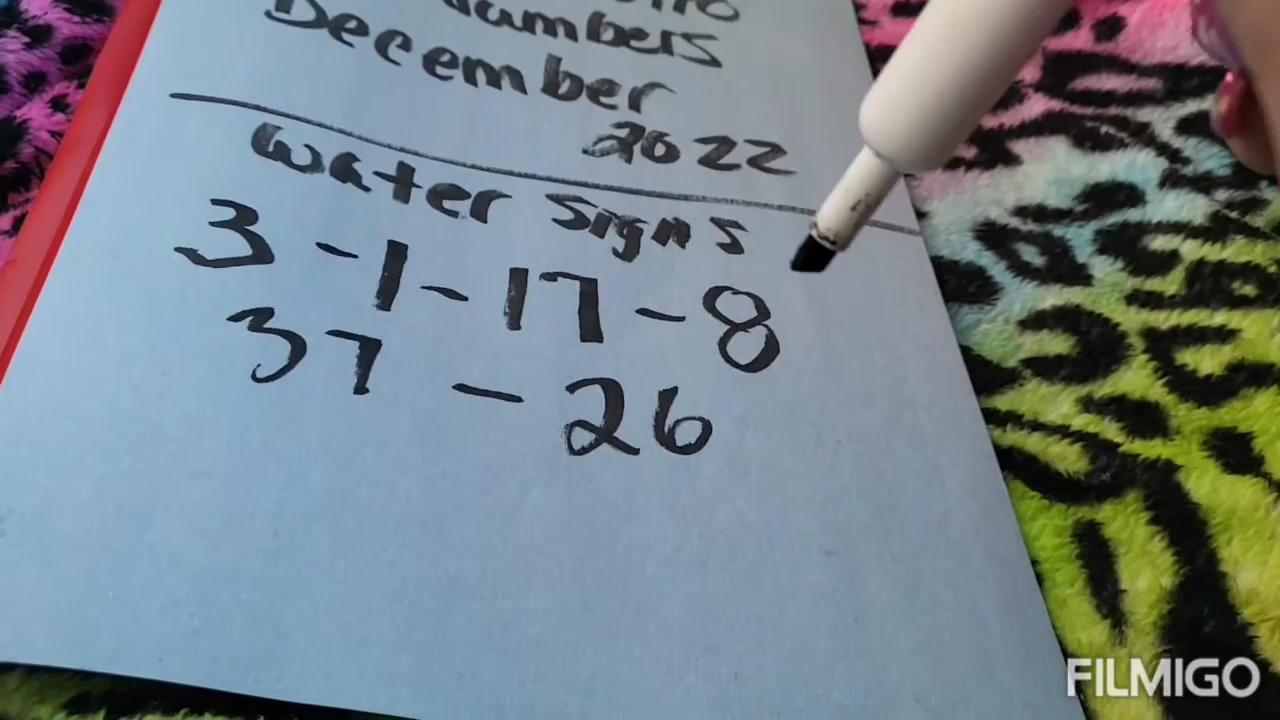 Numbers
December
2022
Water Signs
3 - 1 - 17 - 8
37 - 26
FILMIGO